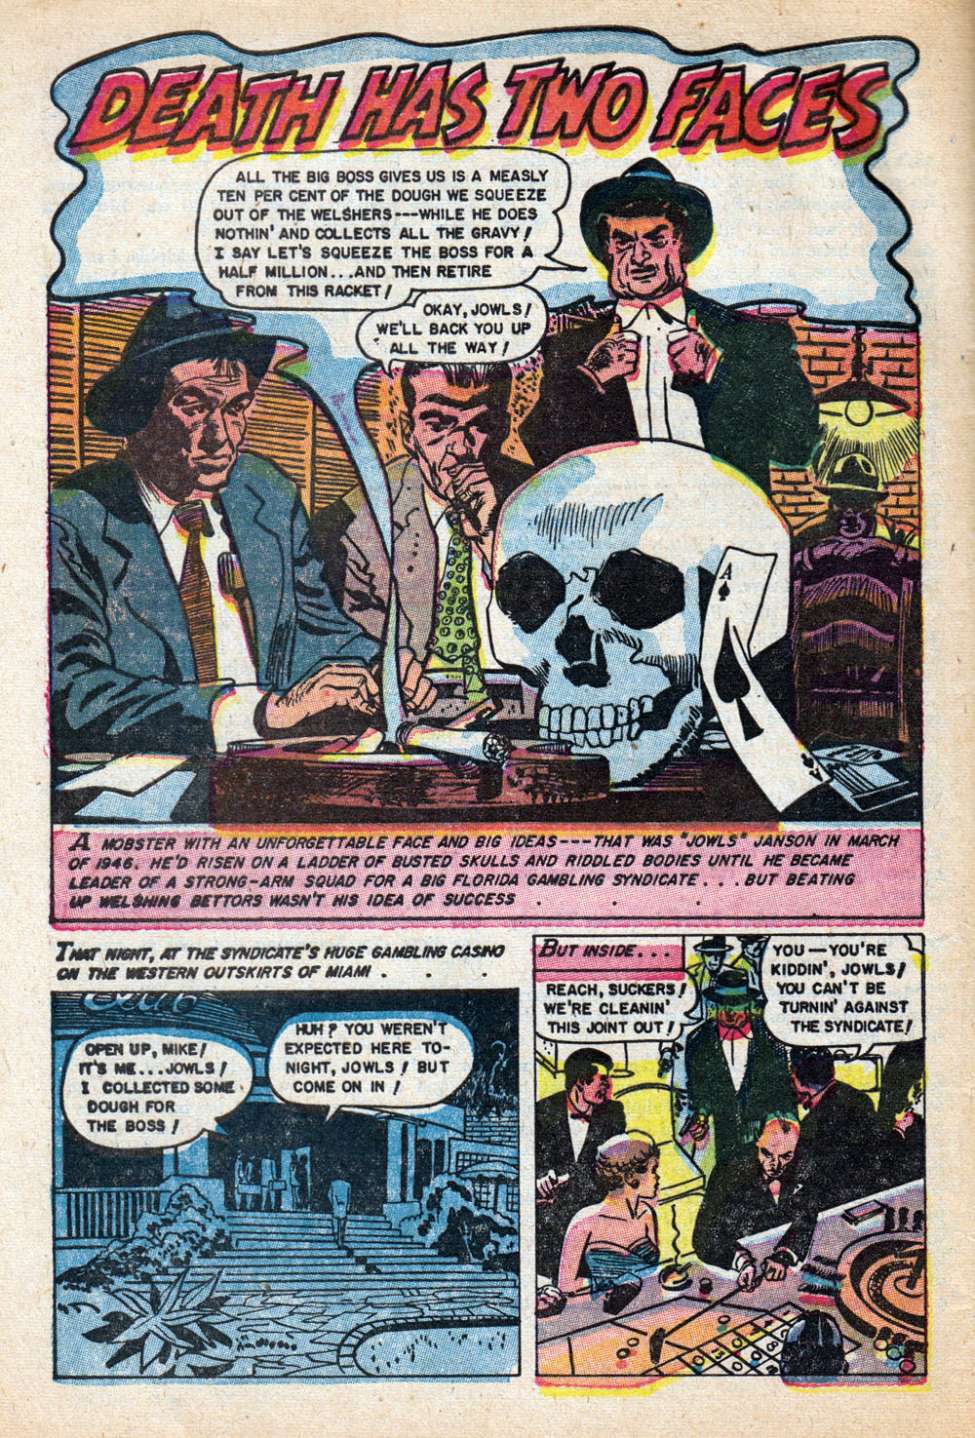 DEATH HAS TWO FACES
ALL THE BIG BOSS GIVES US IS A MEASLY
TEN PER CENT OF THE DOUGH WE SQUEEZE
OUT OF THE WELSHERS---WHILE HE DOES
NOTHIN' AND COLLECTS ALL THE GRAVY!
I SAY LET'S SQUEEZE THE BOSS FOR A
HALF MILLION...AND THEN RETIRE
FROM THIS RACKET!
OKAY, JOWLS!
WE'LL BACK YOU UP
ALL THE WAY!
A
A
A MOBSTER WITH AN UNFORGETTABLE FACE AND BIG IDEAS---THAT WAS "JOWLS" JANSON IN MARCH
OF 1946. HE'D RISEN ON A LADDER OF BUSTED SKULLS AND RIDDLED BODIES UNTIL HE BECAME
LEADER OF A STRONG-ARM SQUAD FOR A BIG FLORIDA GAMBLING SYNDICATE...BUT BEATING
UP WELSHING BETTORS WASN'T HIS IDEA OF SUCCESS . . .
THAT NIGHT, AT THE SYNDICATE'S HUGE GAMBLING CASINO
ON THE WESTERN OUTSKIRTS OF MIAMI . . .
OPEN UP, MIKE!
IT'S ME...JOWLS!
I COLLECTED SOME
DOUGH FOR
THE BOSS!
HUH? YOU WEREN'T
EXPECTED HERE TO-
NIGHT, JOWLS! BUT
COME ON IN!
BUT INSIDE...
REACH, SUCKERS!
WE'RE CLEANIN'
THIS JOINT OUT!
YOU--YOU'RE
KIDDIN', JOWLS!
YOU CAN'T BE
TURNIN' AGAINST
THE SYNDICATE!